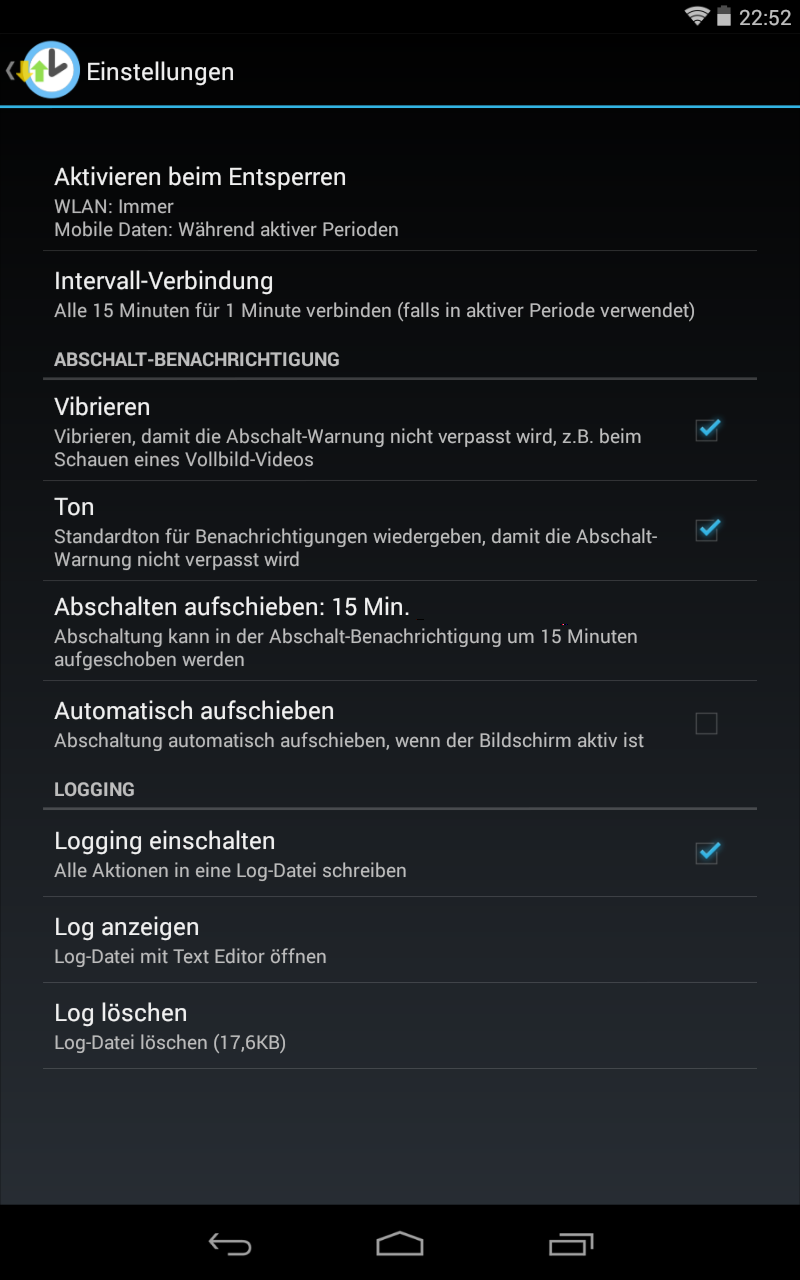 22:52
Einstellungen
Aktivieren beim Entsperren
WLAN: Immer
Mobile Daten: Während aktiver Perioden
Intervall-Verbindung
Alle 15 Minuten für 1 Minute verbinden (falls in aktiver Periode verwendet)
ABSCHALT-BENACHRICHTIGUNG
Vibrieren
Vibrieren, damit die Abschalt-Warnung nicht verpasst wird, z.B. beim
Schauen eines Vollbild-Videos
Ton
Standardton für Benachrichtigungen wiedergeben, damit die Abschalt-
Warnung nicht verpasst wird
Abschalten aufschieben: 15 Min.
Abschaltung kann in der Abschalt-Benachrichtigung um 15 Minuten
aufgeschoben werden
Automatisch aufschieben
Abschaltung automatisch aufschieben, wenn der Bildschirm aktiv ist
LOGGING
Logging einschalten
Alle Aktionen in eine Log-Datei schreiben
Log anzeigen
Log-Datei mit Text Editor öffnen
Log löschen
Log-Datei löschen (17,6KB)